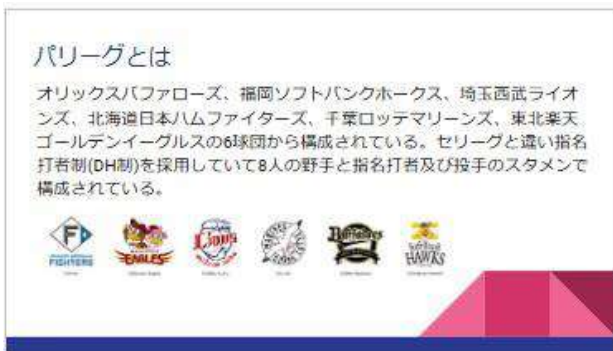 パリーグとは
オリックスバファローズ、福岡ソフトバンクホークス、埼玉西武ライオ
ンズ、北海道日本ハムファイターズ、千葉ロッテマリーンズ、東北楽天
ゴールデンイーグルスの6球団から構成されている。セリーグと違い指名
打者制(DH制)を採用していて8人の野手と指名打者及び投手のスタメンで
構成されている。
F
FIGHTERS
EAGLES
Lions
Buffaloes
SoftBank
HAWKS